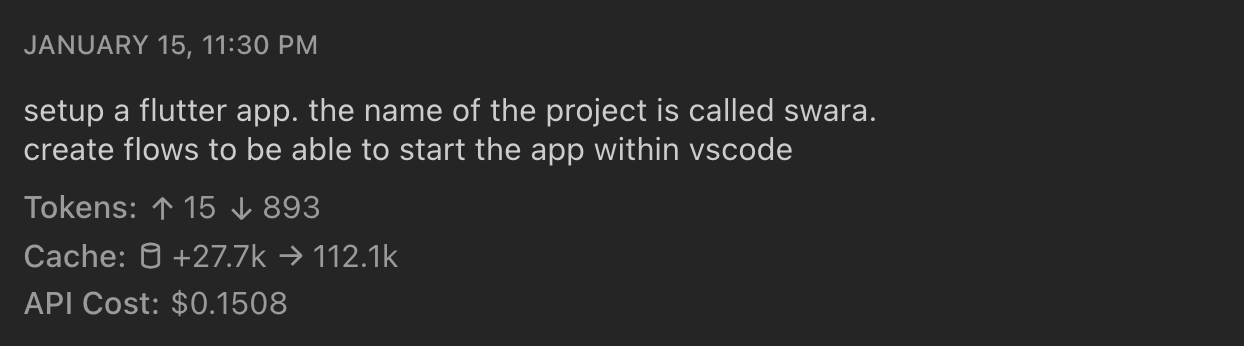 JANUARY 15, 11:30 PM
setup a flutter app. the name of the project is called swara.
create flows to be able to start the app within vscode
Tokens: ↑ 15 ↓ 893
Cache: +27.7k → 112.1k
API Cost: $0.1508